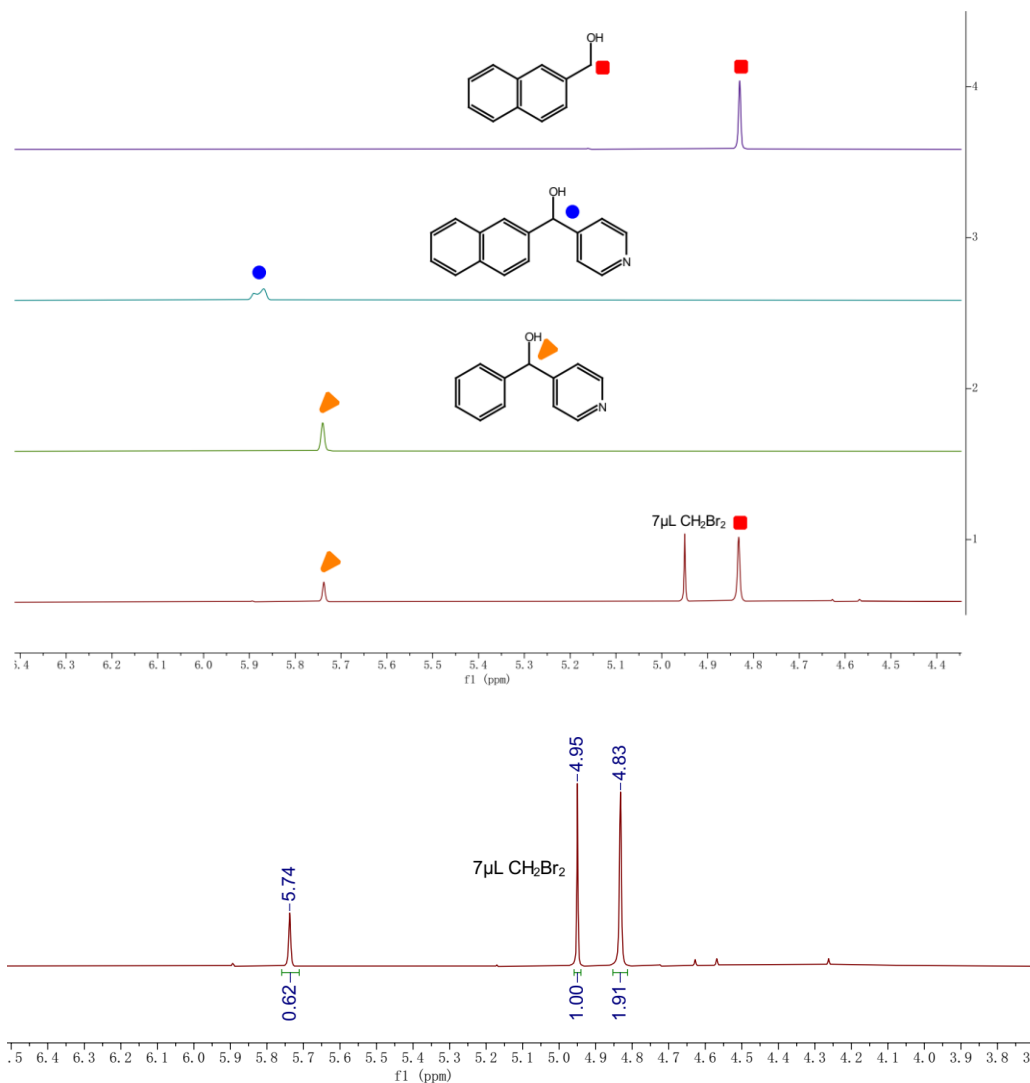 OH
4
OH
N
3
OH
N
2
7μL CH₂Br₂
1
6.4 6.3 6.2 6.1 6.0 5.9 5.8 5.7 5.6 5.5 5.4 5.3 5.2 5.1 5.0 4.9 4.8 4.7 4.6 4.5 4.4
f1 (ppm)
5.74
4.95
4.83
7μL CH₂Br₂
0.62
1.00
1.91
.5 6.4 6.3 6.2 6.1 6.0 5.9 5.8 5.7 5.6 5.5 5.4 5.3 5.2 5.1 5.0 4.9 4.8 4.7 4.6 4.5 4.4 4.3 4.2 4.1 4.0 3.9 3.8
f1 (ppm)